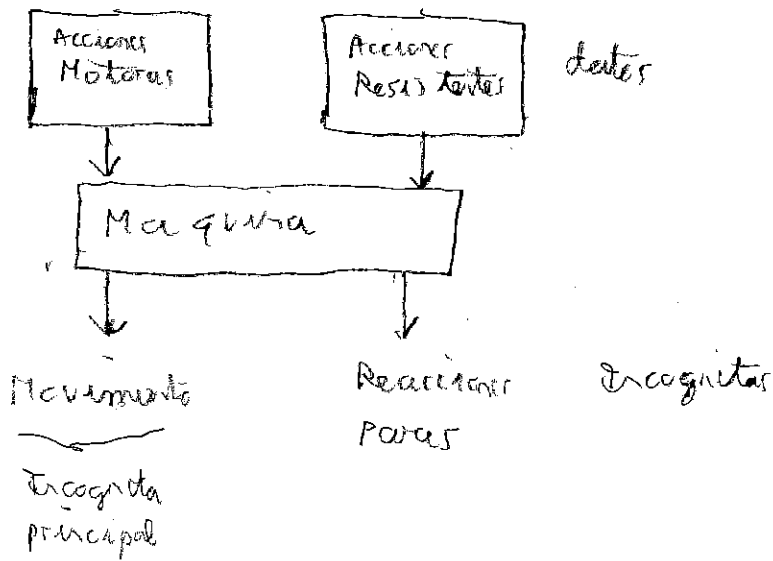 Acciones
Motoras
Acciones
Resistentes
datos
Maquina
Movimiento
Reacciones
pares
Incognitas
Incognita
principal